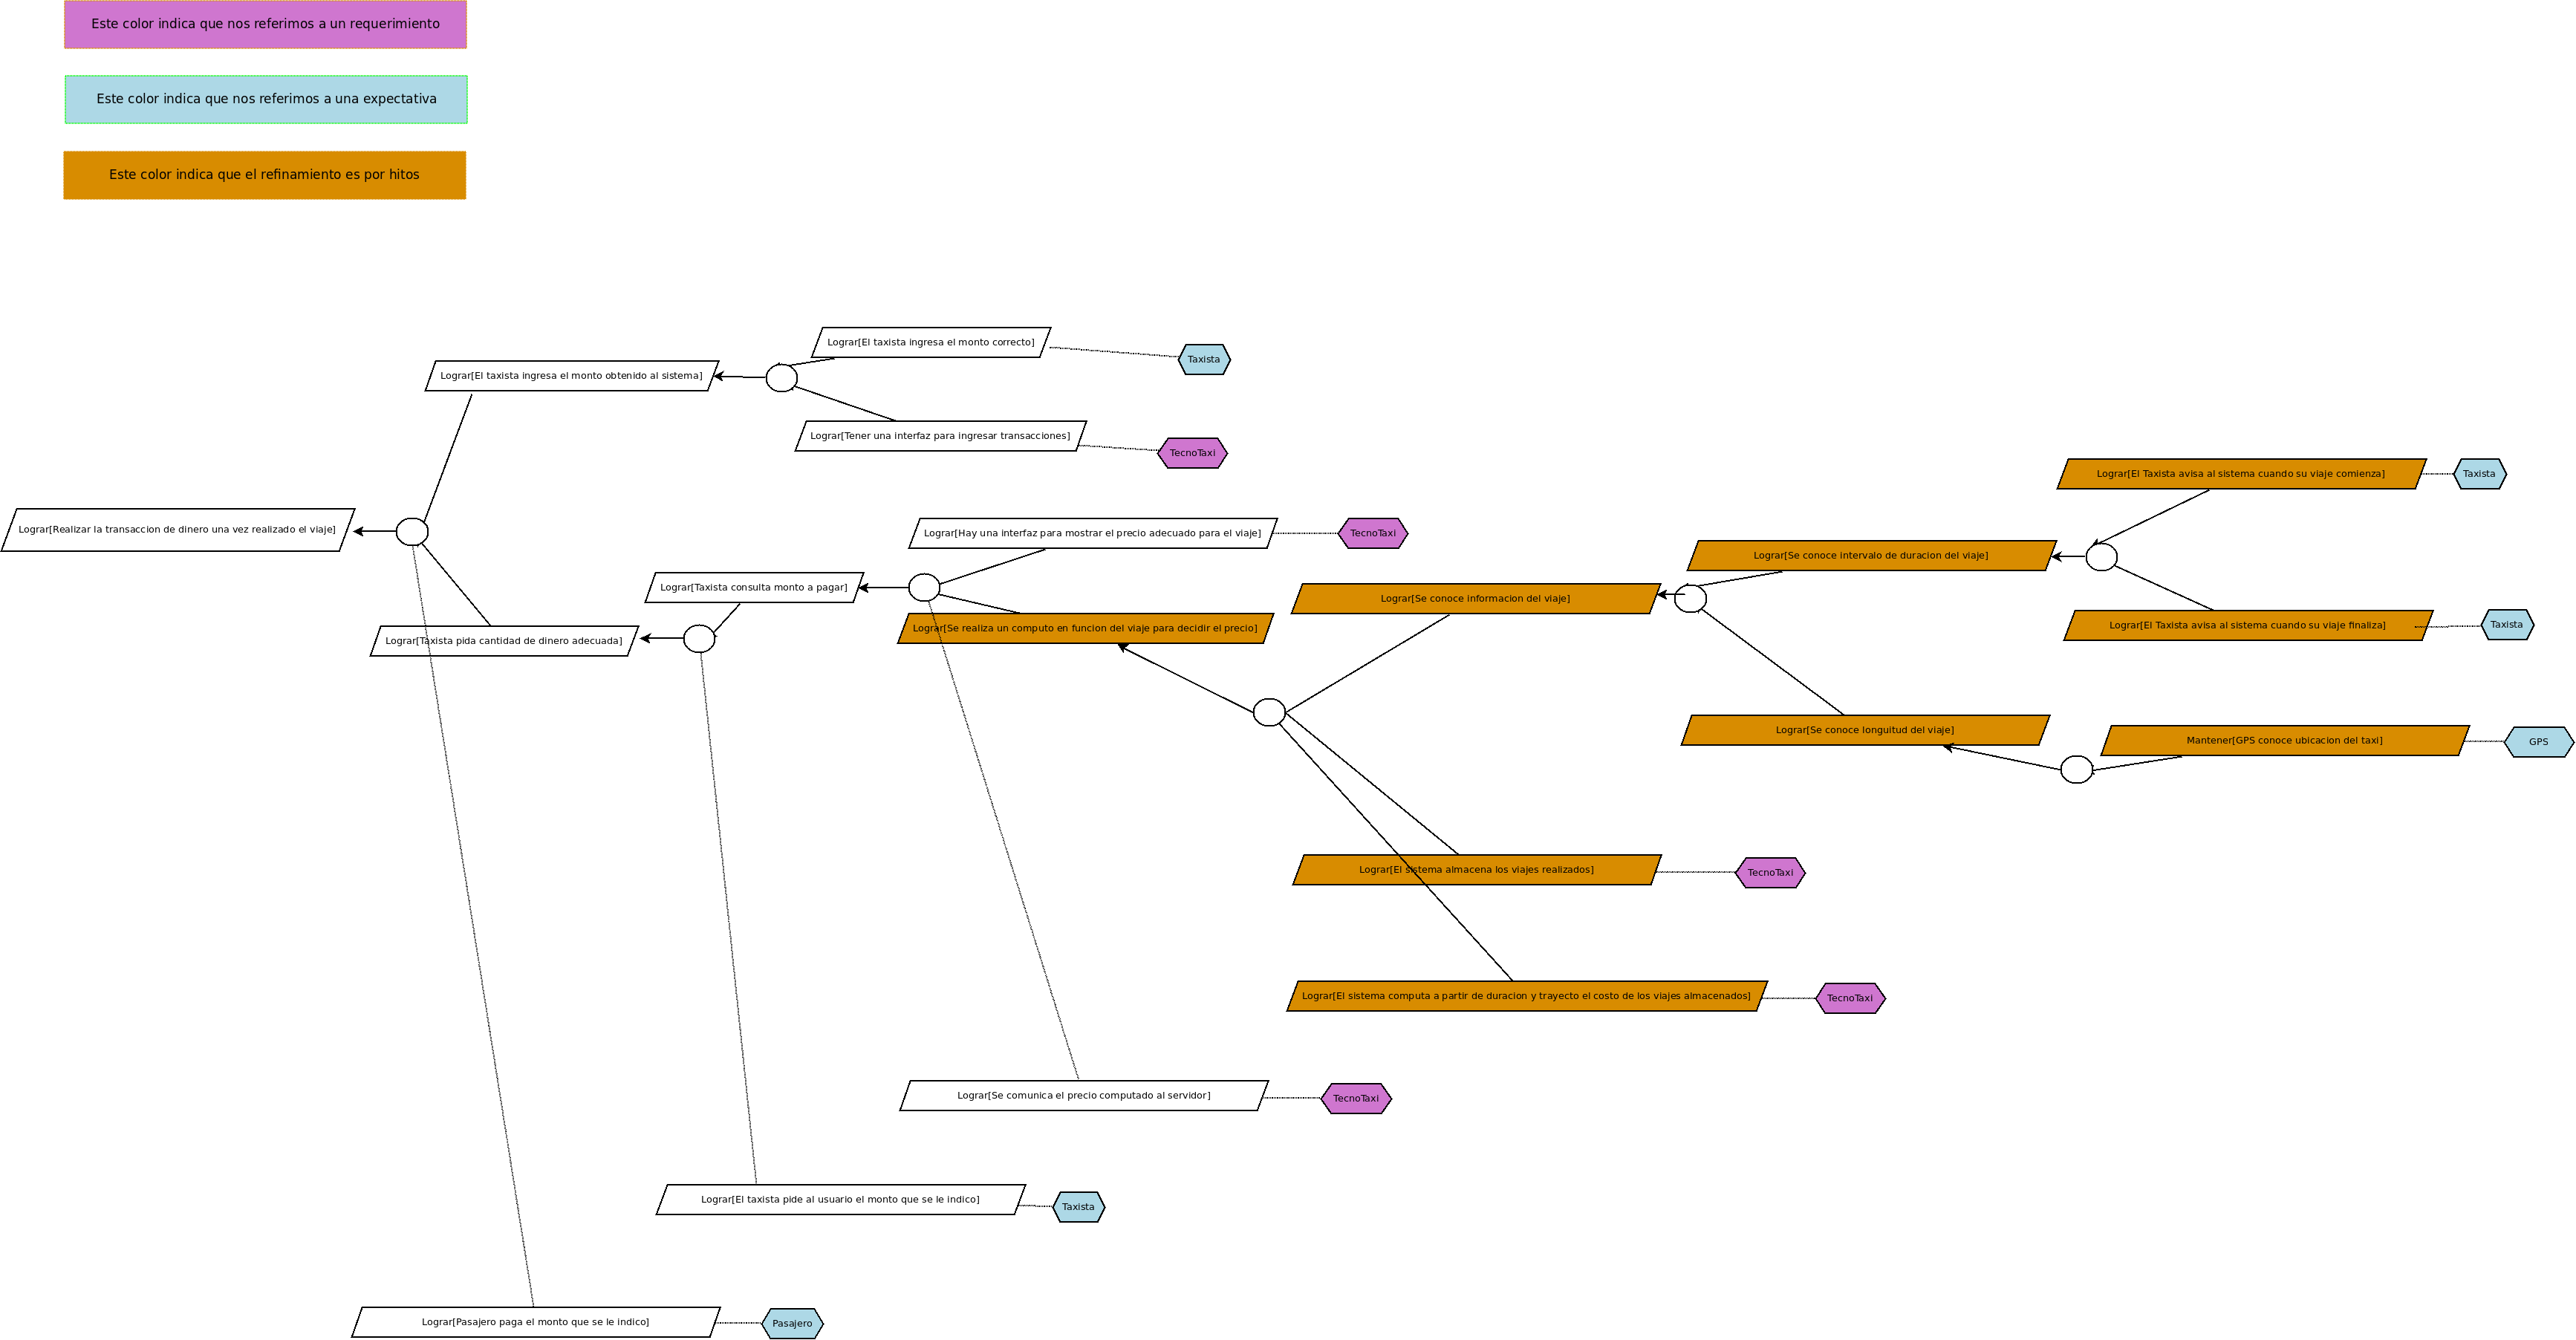 Este color indica que nos referimos a un requerimiento
Este color indica que nos referimos a una expectativa
Este color indica que el refinamiento es por hitos
Lograr[El taxista ingresa el monto correcto]
Taxista
Lograr[El taxista ingresa el monto obtenido al sistema]
Lograr[Tener una interfaz para ingresar transacciones]
TecnoTaxi
Lograr[El Taxista avisa al sistema cuando su viaje comienza]
Taxista
Lograr[Realizar la transaccion de dinero una vez realizado el viaje]
Lograr[Hay una interfaz para mostrar el precio adecuado para el viaje]
TecnoTaxi
Lograr[Se conoce intervalo de duracion del viaje]
Lograr[Taxista consulta monto a pagar]
Lograr[Se conoce informacion del viaje]
Lograr[Se realiza un computo en funcion del viaje para decidir el precio]
Lograr[El Taxista avisa al sistema cuando su viaje finaliza]
Taxista
Lograr[Taxista pida cantidad de dinero adecuada]
Lograr[Se conoce longuitud del viaje]
Mantener[GPS conoce ubicacion del taxi]
GPS
Lograr[El sistema almacena los viajes realizados]
TecnoTaxi
Lograr[El sistema computa a partir de duracion y trayecto el costo de los viajes almacenados]
TecnoTaxi
Lograr[Se comunica el precio computado al servidor]
TecnoTaxi
Lograr[El taxista pide al usuario el monto que se le indico]
Taxista
Lograr[Pasajero paga el monto que se le indico]
Pasajero